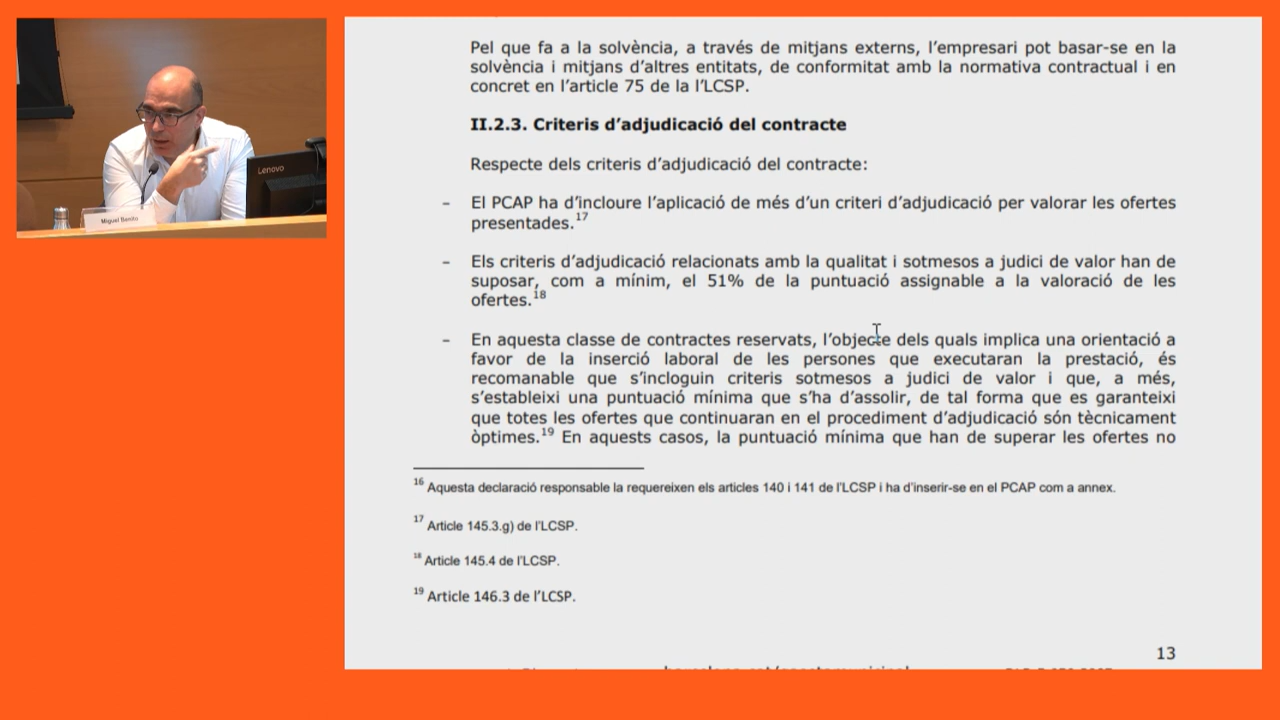 Lenovo
Miguel Benito
Pel que fa a la solvència, a través de mitjans externs, l’empresari pot basar-se en la
solvència i mitjans d’altres entitats, de conformitat amb la normativa contractual i en
concret en l’article 75 de la l’LCSP.
II.2.3. Criteris d’adjudicació del contracte
Respecte dels criteris d’adjudicació del contracte:
– El PCAP ha d’incloure l’aplicació de més d’un criteri d’adjudicació per valorar les ofertes
presentades.17
– Els criteris d’adjudicació relacionats amb la qualitat i sotmesos a judici de valor han de
suposar, com a mínim, el 51% de la puntuació assignable a la valoració de les
ofertes.18
– En aquesta classe de contractes reservats, l’objecte dels quals implica una orientació a
favor de la inserció laboral de les persones que executaran la prestació, és
recomanable que s’incloguin criteris sotmesos a judici de valor i que, a més,
s’estableixi una puntuació mínima que s’ha d’assolir, de tal forma que es garanteixi
que totes les ofertes que continuaran en el procediment d’adjudicació són tècnicament
òptimes.19 En aquests casos, la puntuació mínima que han de superar les ofertes no
16 Aquesta declaració responsable la requereixen els articles 140 i 141 de l’LCSP i ha d’inserir-se en el PCAP com a annex.
17 Article 145.3.g) de l’LCSP.
18 Article 145.4 de l’LCSP.
19 Article 146.3 de l’LCSP.
13